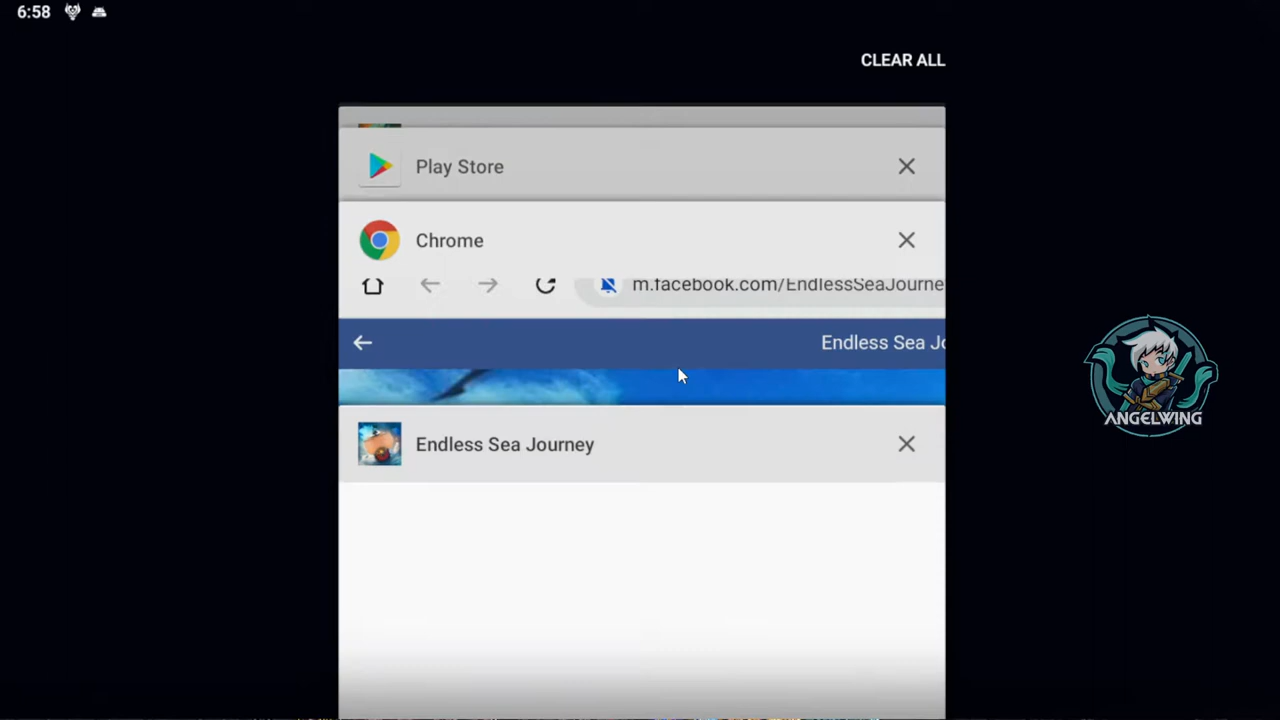 6:58
CLEAR ALL
Play Store
Chrome
m.facebook.com/EndlessSeaJourne
Endless Sea Jo
Endless Sea Journey
ANGELWING